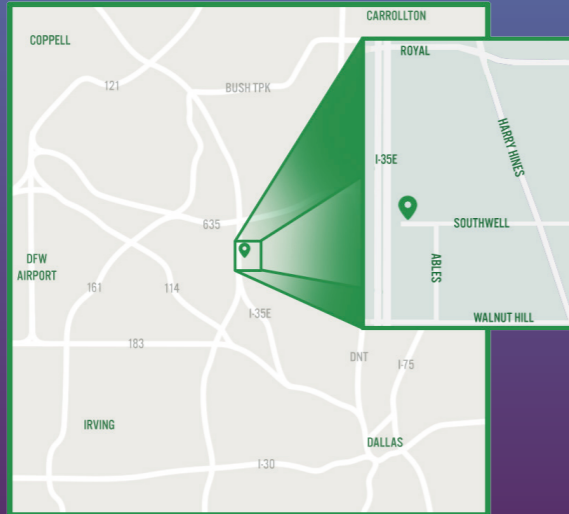 CARROLLTON
COPPELL
ROYAL
121
BUSH TPK
HARRY HINES
I-35E
635
SOUTHWELL
DFW
AIRPORT
ABLES
161
114
I-35E
WALNUT HILL
183
DNT
I-75
IRVING
DALLAS
I-30